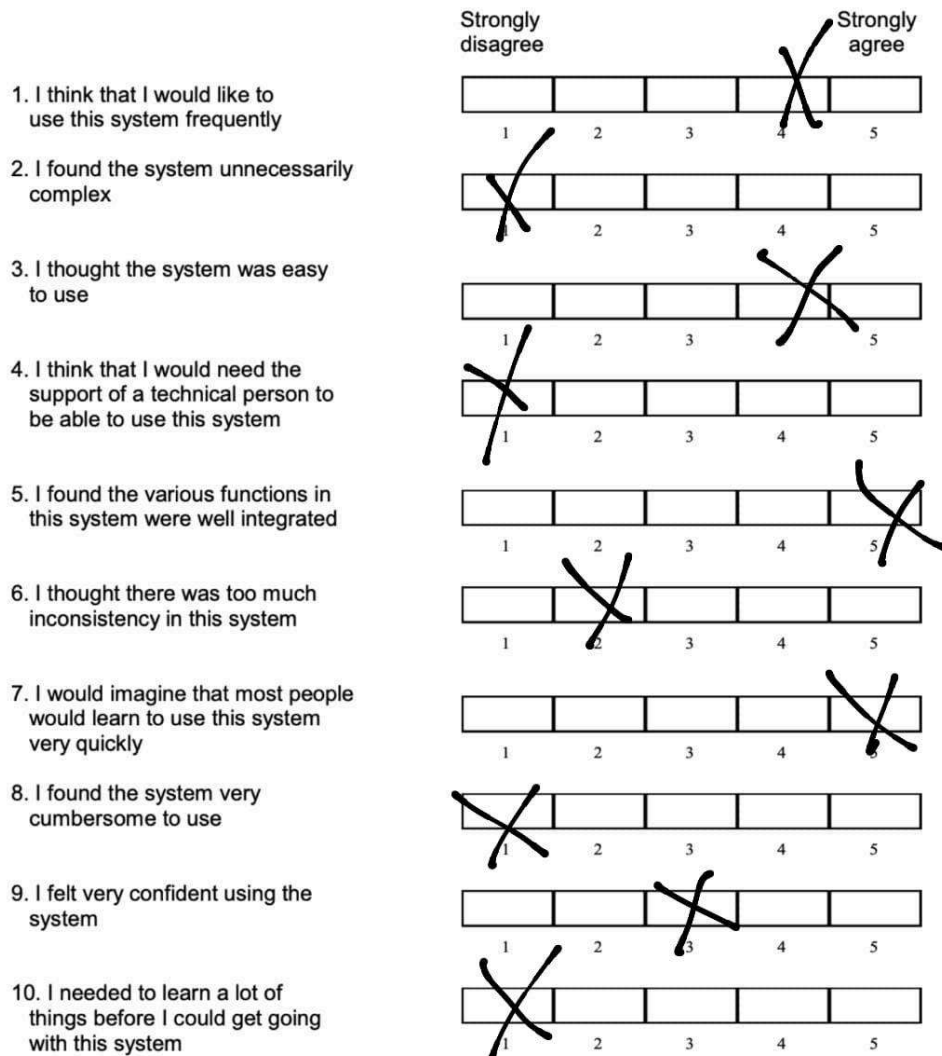 Strongly disagree
Strongly agree
1. I think that I would like to
use this system frequently
1 2 3 4 5
2. I found the system unnecessarily
complex
1 2 3 4 5
3. I thought the system was easy
to use
1 2 3 4 5
4. I think that I would need the
support of a technical person to
be able to use this system
1 2 3 4 5
5. I found the various functions in
this system were well integrated
1 2 3 4 5
6. I thought there was too much
inconsistency in this system
1 2 3 4 5
7. I would imagine that most people
would learn to use this system
very quickly
1 2 3 4 5
8. I found the system very
cumbersome to use
1 2 3 4 5
9. I felt very confident using the
system
1 2 3 4 5
10. I needed to learn a lot of
things before I could get going
with this system
1 2 3 4 5